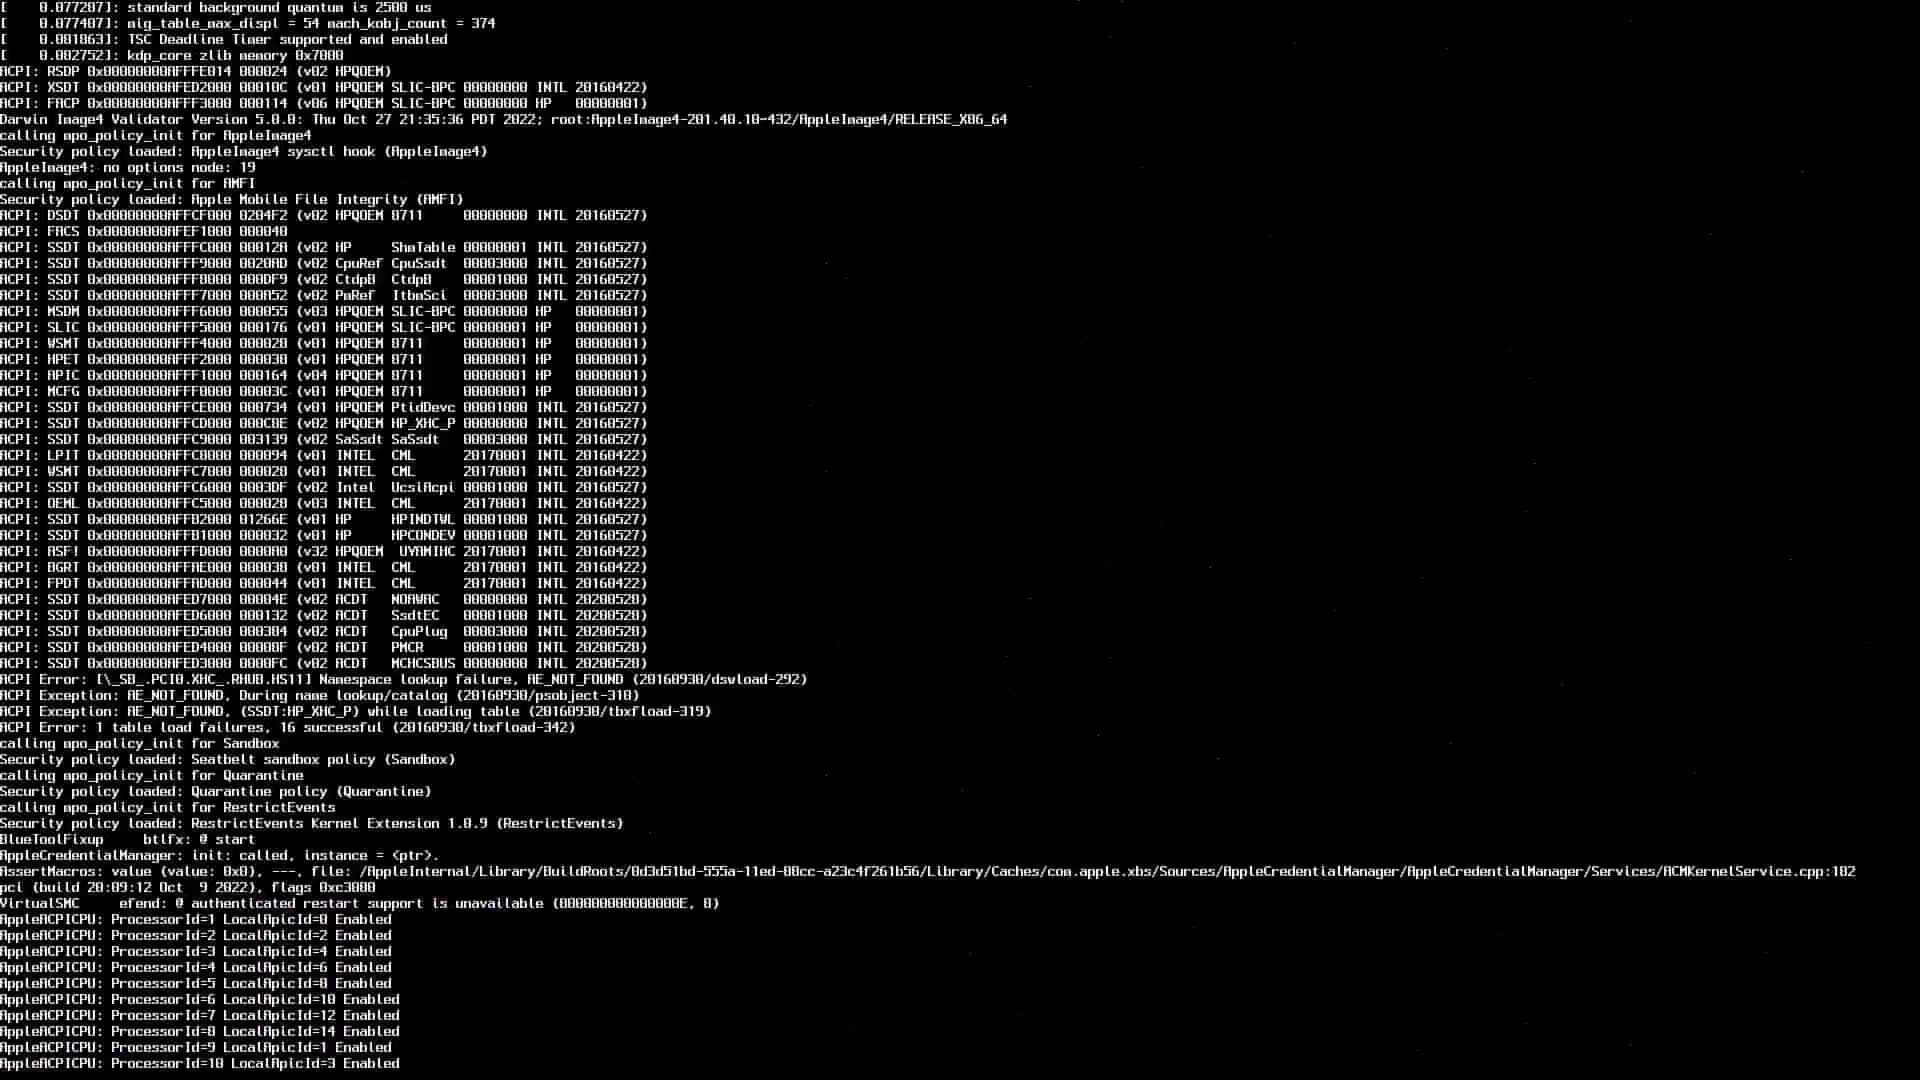 [    0.077207]: standard background quantum is 2500 us
[    0.077407]: mig_table_max_displ = 54 mach_kobj_count = 374
[    0.081863]: TSC Deadline Timer supported and enabled
[    0.082752]: kdp_core zlib memory 0x7000
ACPI: RSDP 0x00000000AFFFE014 000024 (v02 HPQOEM)
ACPI: XSDT 0x00000000AFED2000 00010C (v01 HPQOEM SLIC-BPC 00000000 INTL 20160422)
ACPI: FACP 0x00000000AFFF3000 000114 (v06 HPQOEM SLIC-BPC 00000000 HP   00000001)
Darwin Image4 Validator Version 5.0.0: Thu Oct 27 21:35:36 PDT 2022; root:AppleImage4-201.40.10~432/AppleImage4/RELEASE_X86_64
calling mpo_policy_init for AppleImage4
Security policy loaded: AppleImage4 sysctl hook (AppleImage4)
AppleImage4: no options node: 19
calling mpo_policy_init for AMFI
Security policy loaded: Apple Mobile File Integrity (AMFI)
ACPI: DSDT 0x00000000AFFCF000 0204F2 (v02 HPQOEM 8711     00000000 INTL 20160527)
ACPI: FACS 0x00000000AFEF1000 000040
ACPI: SSDT 0x00000000AFFFC000 00012A (v02 HP     ShmTable 00000001 INTL 20160527)
ACPI: SSDT 0x00000000AFFF9000 0020AD (v02 CpuRef CpuSsdt  00003000 INTL 20160527)
ACPI: SSDT 0x00000000AFFF8000 000DF9 (v02 CtdpB  CtdpB    00001000 INTL 20160527)
ACPI: SSDT 0x00000000AFFF7000 000A52 (v02 PmRef  ItbmSci  00003000 INTL 20160527)
ACPI: MSDM 0x00000000AFFF6000 000055 (v03 HPQOEM SLIC-BPC 00000001 HP   00000001)
ACPI: SLIC 0x00000000AFFF5000 000176 (v01 HPQOEM SLIC-BPC 00000001 HP   00000001)
ACPI: WSMT 0x00000000AFFF4000 000028 (v01 HPQOEM 8711     00000001 HP   00000001)
ACPI: HPET 0x00000000AFFF2000 000038 (v01 HPQOEM 8711     00000001 HP   00000001)
ACPI: APIC 0x00000000AFFF1000 000164 (v04 HPQOEM 8711     00000001 HP   00000001)
ACPI: MCFG 0x00000000AFFF0000 00003C (v01 HPQOEM 8711     00000001 HP   00000001)
ACPI: SSDT 0x00000000AFFCE000 000734 (v01 HPQOEM PtidDevc 00001000 INTL 20160527)
ACPI: SSDT 0x00000000AFFCD000 000C8E (v02 HPQOEM HP_XHC_P 00000000 INTL 20160527)
ACPI: SSDT 0x00000000AFFC9000 003139 (v02 SaSsdt SaSsdt   00003000 INTL 20160527)
ACPI: LPIT 0x00000000AFFC8000 000094 (v01 INTEL  CML      20170001 INTL 20160422)
ACPI: WSMT 0x00000000AFFC7000 000028 (v01 INTEL  CML      20170001 INTL 20160422)
ACPI: SSDT 0x00000000AFFC6000 0003DF (v02 Intel  UcsiAcpi 00001000 INTL 20160527)
ACPI: OEML 0x00000000AFFC5000 000028 (v03 INTEL  CML      20170001 INTL 20160422)
ACPI: SSDT 0x00000000AFFB2000 01266E (v01 HP     HPINDTWL 00001000 INTL 20160527)
ACPI: SSDT 0x00000000AFFB1000 000032 (v01 HP     HPCONDEV 00001000 INTL 20160527)
ACPI: ASF! 0x00000000AFFFD000 0000A0 (v32 HPQOEM  UYAMIHC 20170001 INTL 20160422)
ACPI: BGRT 0x00000000AFFAE000 000038 (v01 INTEL  CML      20170001 INTL 20160422)
ACPI: FPDT 0x00000000AFFAD000 000044 (v01 INTEL  CML      20170001 INTL 20160422)
ACPI: SSDT 0x00000000AFED7000 00004E (v02 ACDT   NOAWAC   00000000 INTL 20200528)
ACPI: SSDT 0x00000000AFED6000 000132 (v02 ACDT   SsdtEC   00001000 INTL 20200528)
ACPI: SSDT 0x00000000AFED5000 000384 (v02 ACDT   CpuPlug  00003000 INTL 20200528)
ACPI: SSDT 0x00000000AFED4000 00008F (v02 ACDT   PMCR     00001000 INTL 20200528)
ACPI: SSDT 0x00000000AFED3000 0000FC (v02 ACDT   MCHCSBUS 00000000 INTL 20200528)
ACPI Error: [\_SB_.PCI0.XHC_.RHUB.HS11] Namespace lookup failure, AE_NOT_FOUND (20160930/dswload-292)
ACPI Exception: AE_NOT_FOUND, During name lookup/catalog (20160930/psobject-310)
ACPI Exception: AE_NOT_FOUND, (SSDT:HP_XHC_P) while loading table (20160930/tbxfload-319)
ACPI Error: 1 table load failures, 16 successful (20160930/tbxfload-342)
calling mpo_policy_init for Sandbox
Security policy loaded: Seatbelt sandbox policy (Sandbox)
calling mpo_policy_init for Quarantine
Security policy loaded: Quarantine policy (Quarantine)
calling mpo_policy_init for RestrictEvents
Security policy loaded: RestrictEvents Kernel Extension 1.0.9 (RestrictEvents)
BlueToolFixup     btlfx: @ start
AppleCredentialManager: init: called, instance = <ptr>.
AssertMacros: value (value: 0x0), ---, file: /AppleInternal/Library/BuildRoots/0d3d51bd-555a-11ed-88cc-a23c4f261b56/Library/Caches/com.apple.xbs/Sources/AppleCredentialManager/AppleCredentialManager/Services/ACMKernelService.cpp:182
pci (build 20:09:12 Oct  9 2022), flags 0xc3080
VirtualSMC     efend: @ authenticated restart support is unavailable (800000000000000E, 0)
AppleACPICPU: ProcessorId=1 LocalApicId=0 Enabled
AppleACPICPU: ProcessorId=2 LocalApicId=2 Enabled
AppleACPICPU: ProcessorId=3 LocalApicId=4 Enabled
AppleACPICPU: ProcessorId=4 LocalApicId=6 Enabled
AppleACPICPU: ProcessorId=5 LocalApicId=8 Enabled
AppleACPICPU: ProcessorId=6 LocalApicId=10 Enabled
AppleACPICPU: ProcessorId=7 LocalApicId=12 Enabled
AppleACPICPU: ProcessorId=8 LocalApicId=14 Enabled
AppleACPICPU: ProcessorId=9 LocalApicId=1 Enabled
AppleACPICPU: ProcessorId=10 LocalApicId=3 Enabled